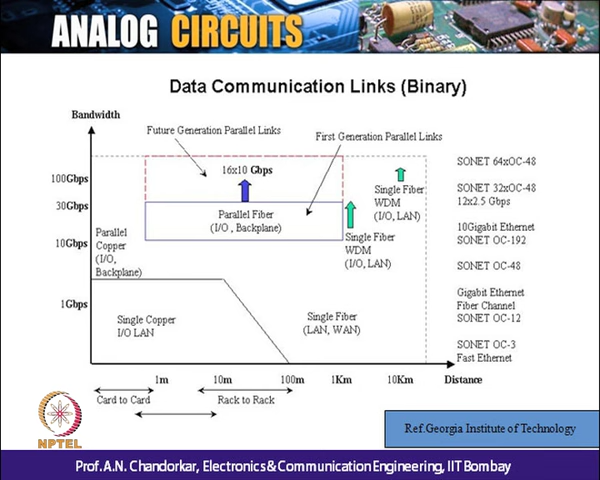 ANALOG CIRCUITS
Data Communication Links (Binary)
Bandwidth
Future Generation Parallel Links
First Generation Parallel Links
16x10 Gbps
100Gbps
30Gbps
10Gbps
1Gbps
Parallel Fiber
(I/O , Backplane)
Single Fiber
WDM
(I/O, LAN)
Single Fiber
WDM
(I/O, LAN)
Parallel
Copper
(I/O,
Backplane)
Single Copper
I/O LAN
Single Fiber
(LAN, WAN)
SONET 64xOC-48
SONET 32xOC-48
12x2.5 Gbps
10Gigabit Ethernet
SONET OC-192
SONET OC-48
Gigabit Ethernet
Fiber Channel
SONET OC-12
SONET OC-3
Fast Ethernet
1m 10m 100m 1Km 10Km Distance
Card to Card Rack to Rack
Ref.Georgia Institute of Technology
NPTEL
Prof. A.N. Chandorkar, Electronics & Communication Engineering, IIT Bombay